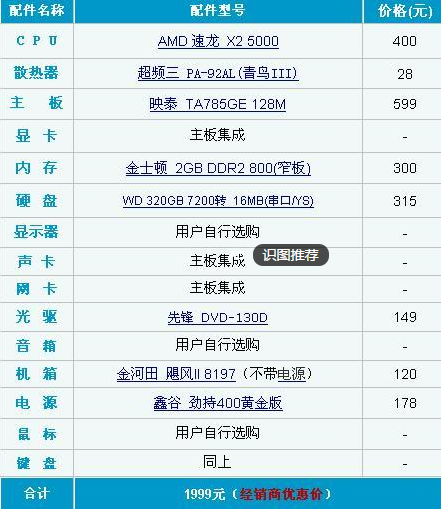 配件名称 配件型号 价格(元)
CPU AMD 速龙 X2 5000 400
散热器 超频三 PA-92AL(青鸟III) 28
主 板 映泰 TA785GE 128M 599
显 卡 主板集成 -
内 存 金士顿 2GB DDR2 800(窄板) 300
硬 盘 WD 320GB 7200转 16MB(串口/YS) 315
显示器 用户自行选购 -
识图推荐
声 卡 主板集成 -
网 卡 主板集成 -
光 驱 先锋 DVD-130D 149
音 箱 用户自行选购 -
机 箱 金河田 飓风II 8197（不带电源） 120
电 源 鑫谷 劲持400黄金版 178
鼠 标 用户自行选购 -
键 盘 同上 -
合计 1999元（经销商优惠价）